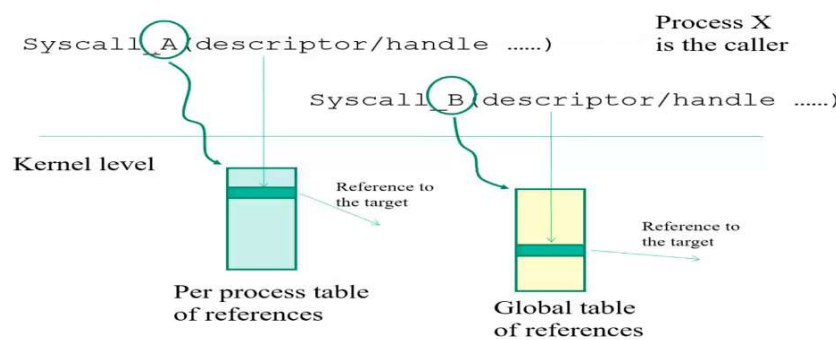 Process X
is the caller
Syscall_A(descriptor/handle ......)
Syscall_B(descriptor/handle .....)
Kernel level
Reference to
the target
Reference to
the target
Per process table
of references
Global table
of references